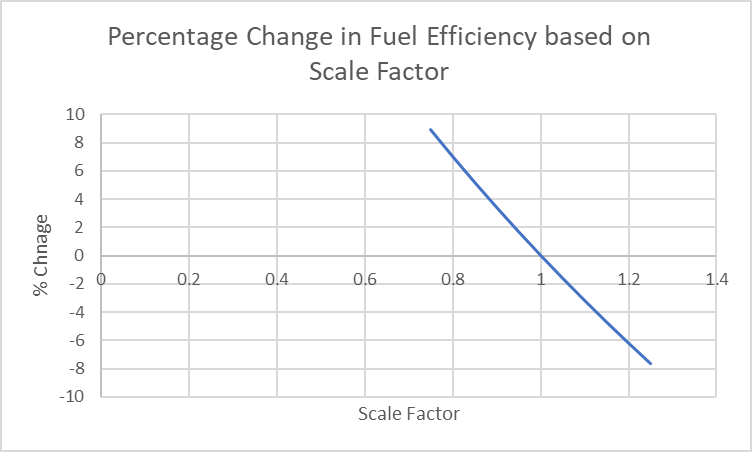 Percentage Change in Fuel Efficiency based on
Scale Factor
10
8
6
4
2
0
-2
-4
-6
-8
-10
% Chnage
0 0.2 0.4 0.6 0.8 1 1.2 1.4
Scale Factor